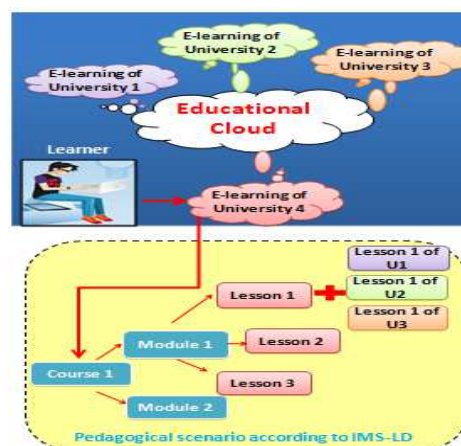 E-learning of
University 2
E-learning of
University 1
E-learning of
University 3
Educational
Cloud
Learner
E-learning of
University 4
Lesson 1 of
U1
Lesson 1
Lesson 1 of
U2
Lesson 1 of
U3
Module 1
Lesson 2
Course 1
Lesson 3
Module 2
Pedagogical scenario according to IMS-LD